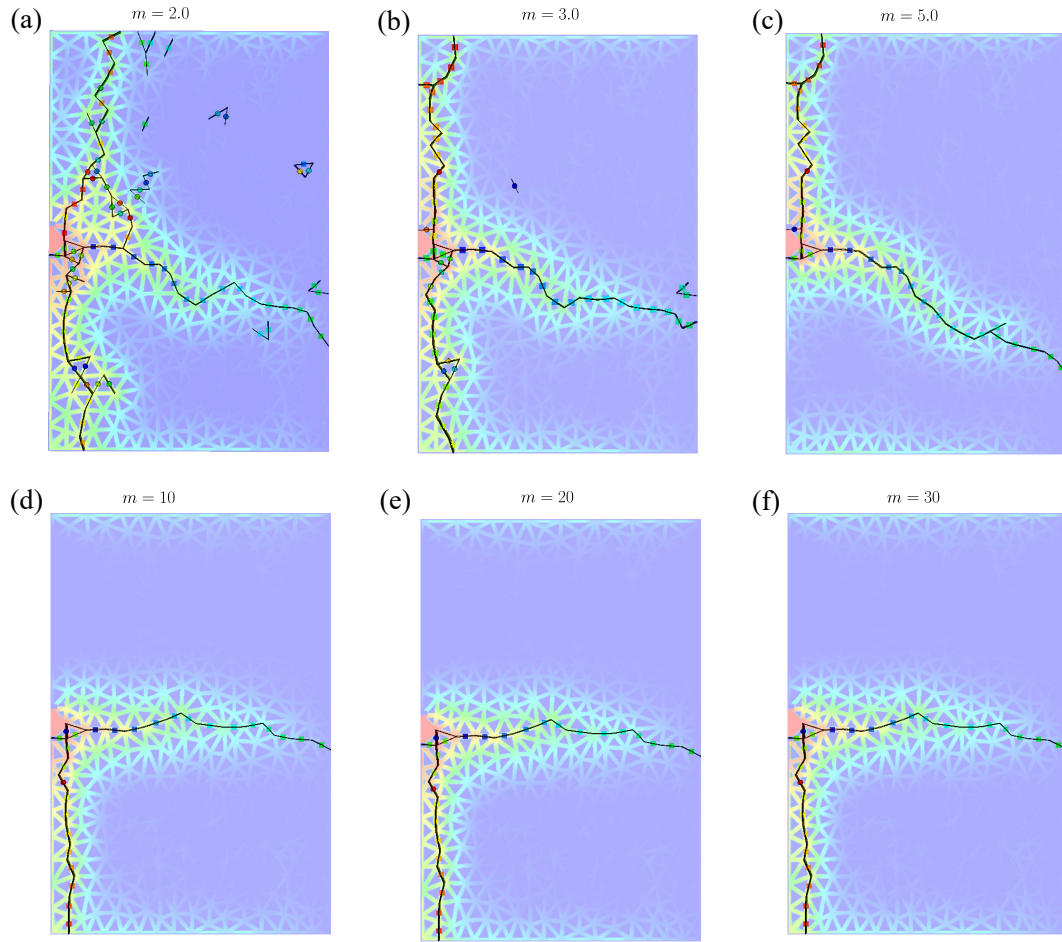 (a) m = 2.0
(b) m = 3.0
(c) m = 5.0
(d) m = 10
(e) m = 20
(f) m = 30